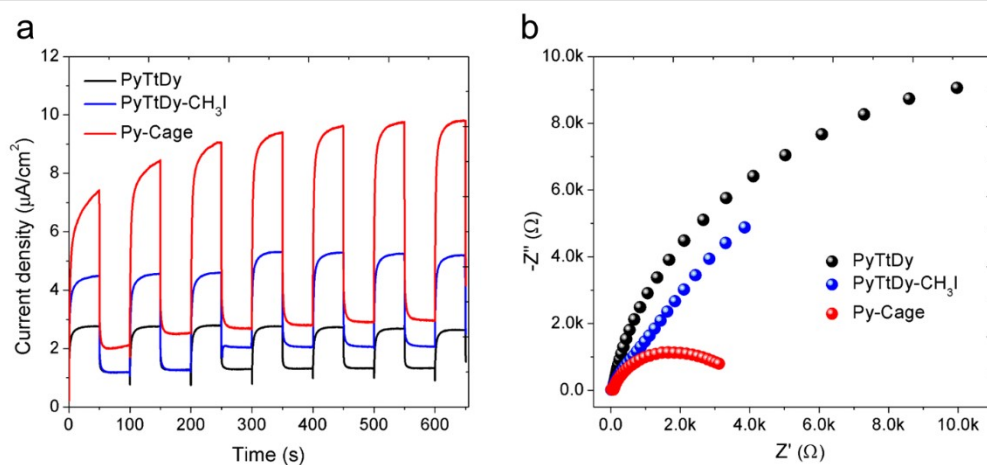 a
12
10
8
6
4
2
0
Current density (μA/cm²)
PyTtDy
PyTtDy-CH₃I
Py-Cage
0 100 200 300 400 500 600
Time (s)
b
10.0k
8.0k
6.0k
4.0k
2.0k
0.0
-Z" (Ω)
PyTtDy
PyTtDy-CH₃I
Py-Cage
0.0 2.0k 4.0k 6.0k 8.0k 10.0k
Z' (Ω)